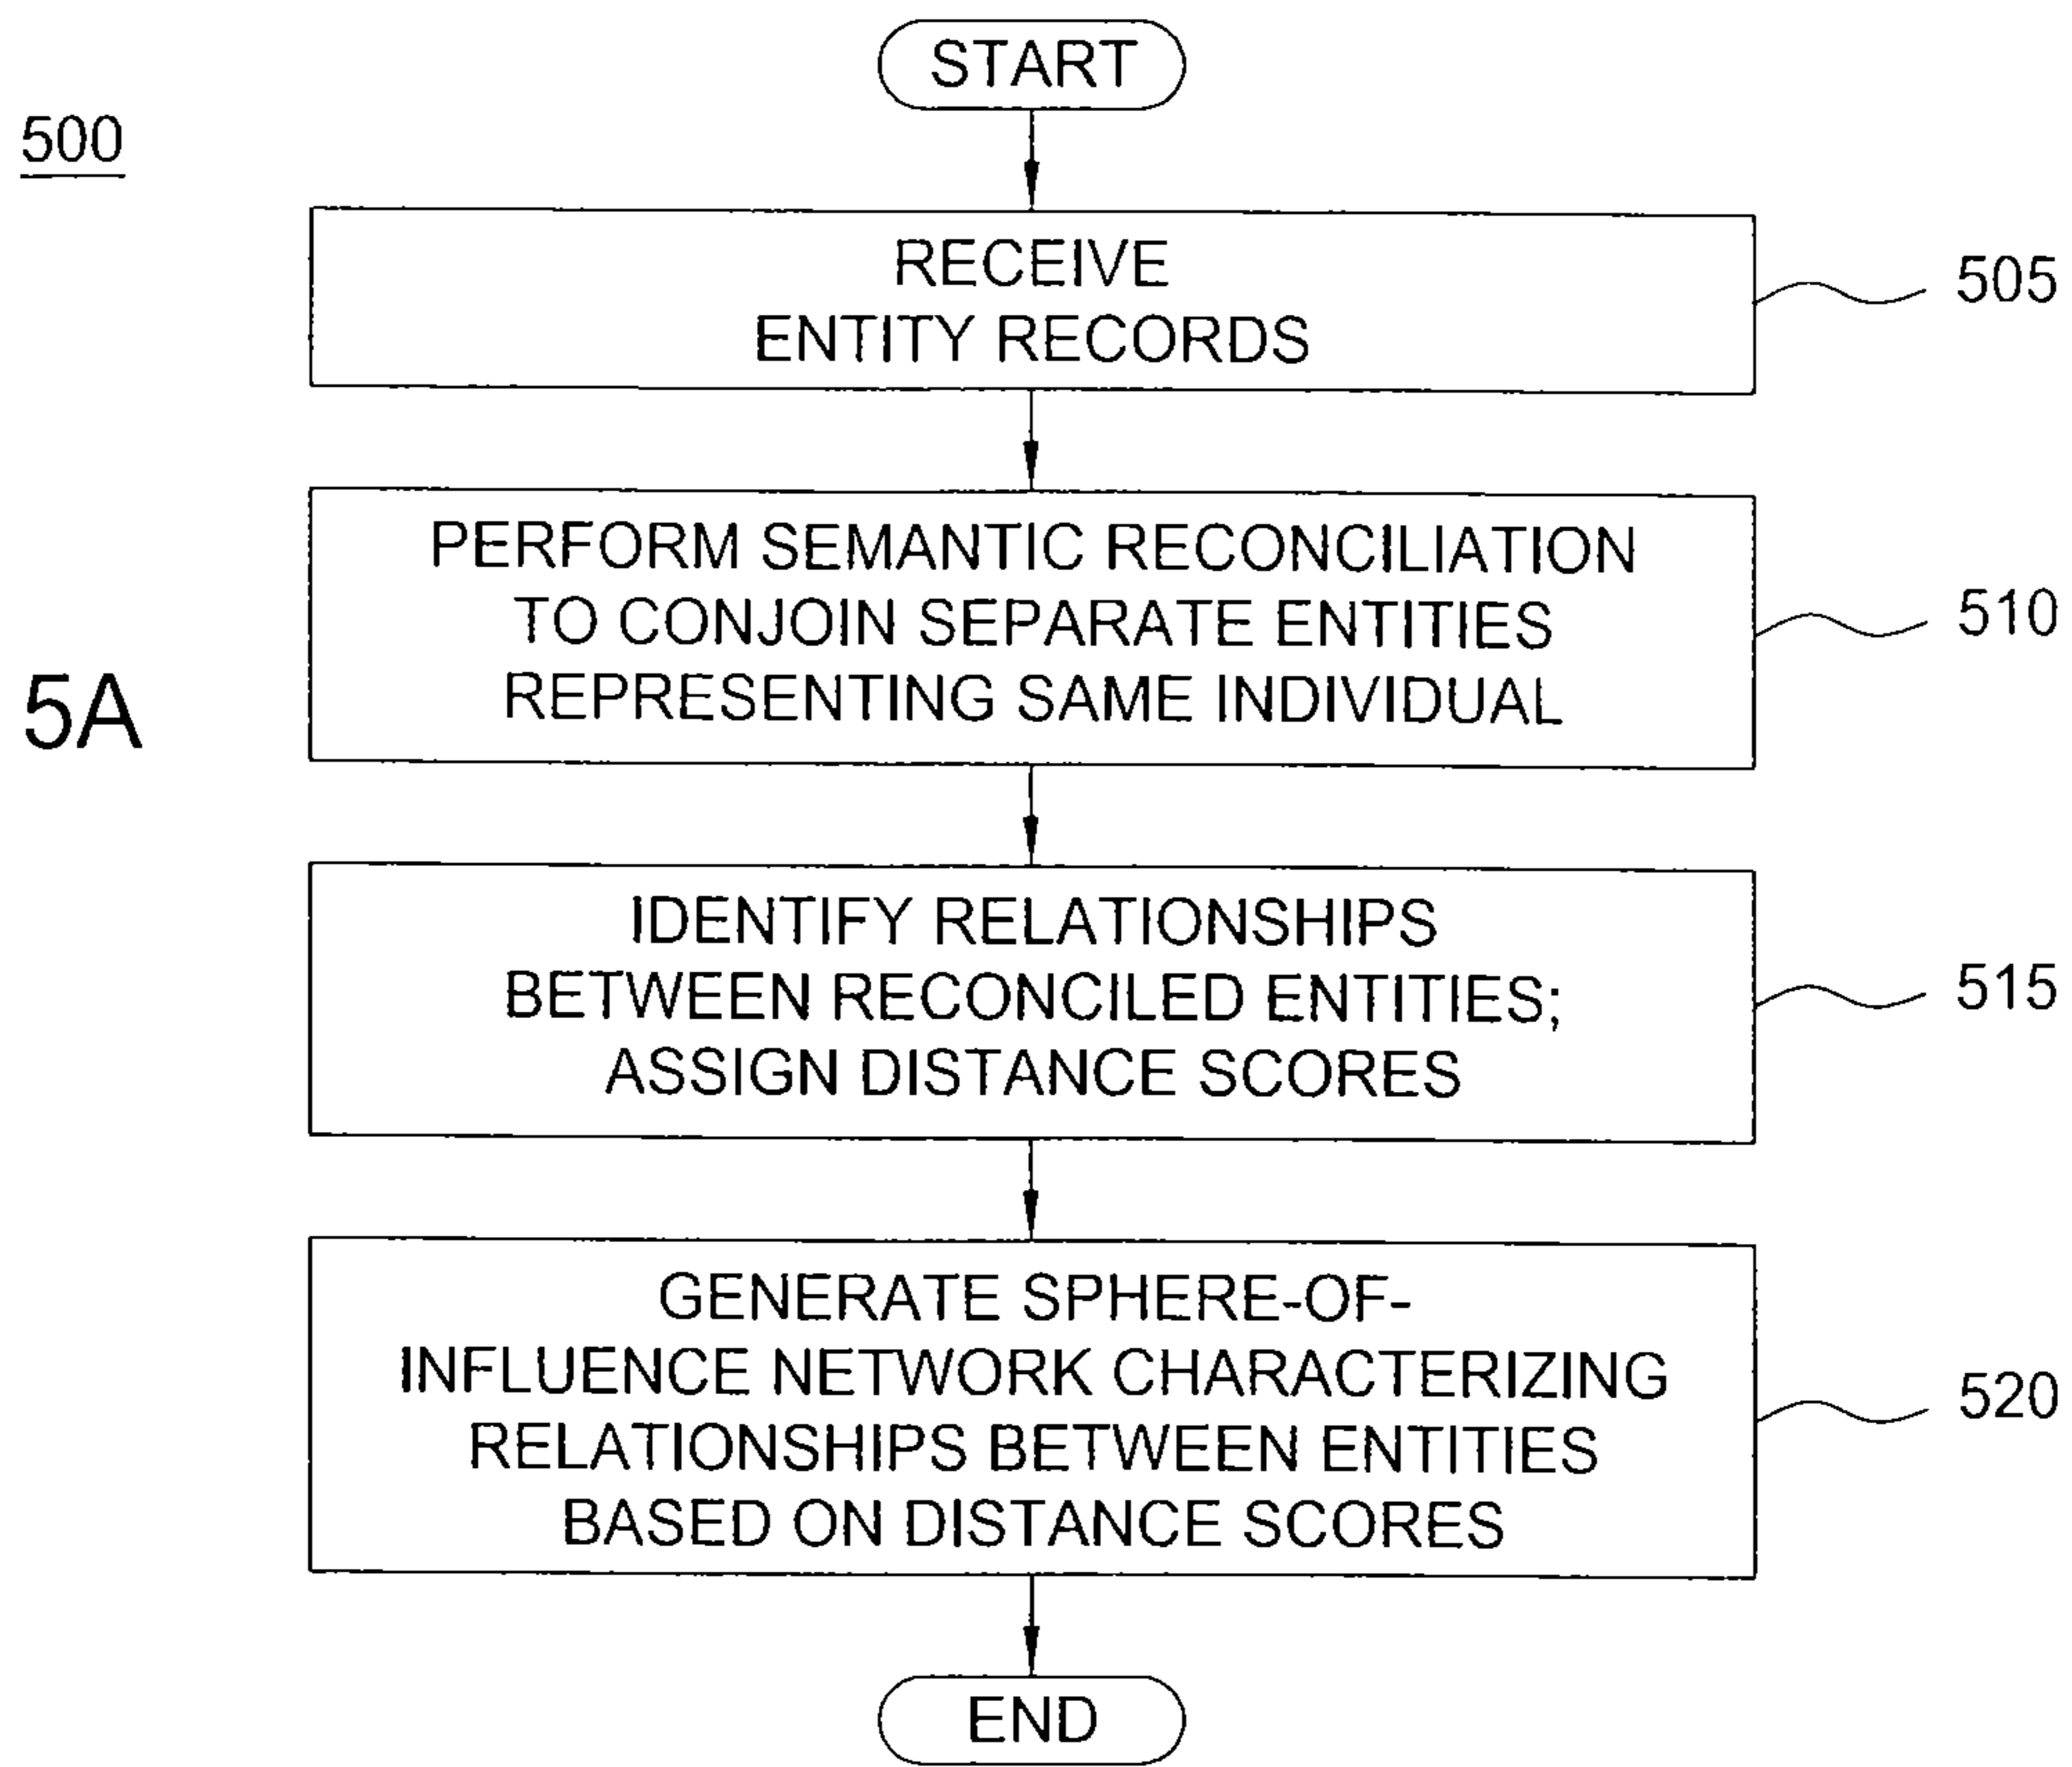 START
500
RECEIVE
ENTITY RECORDS
505
PERFORM SEMANTIC RECONCILIATION
TO CONJOIN SEPARATE ENTITIES
REPRESENTING SAME INDIVIDUAL
510
5A
IDENTIFY RELATIONSHIPS
BETWEEN RECONCILED ENTITIES;
ASSIGN DISTANCE SCORES
515
GENERATE SPHERE-OF-
INFLUENCE NETWORK CHARACTERIZING
RELATIONSHIPS BETWEEN ENTITIES
BASED ON DISTANCE SCORES
520
END